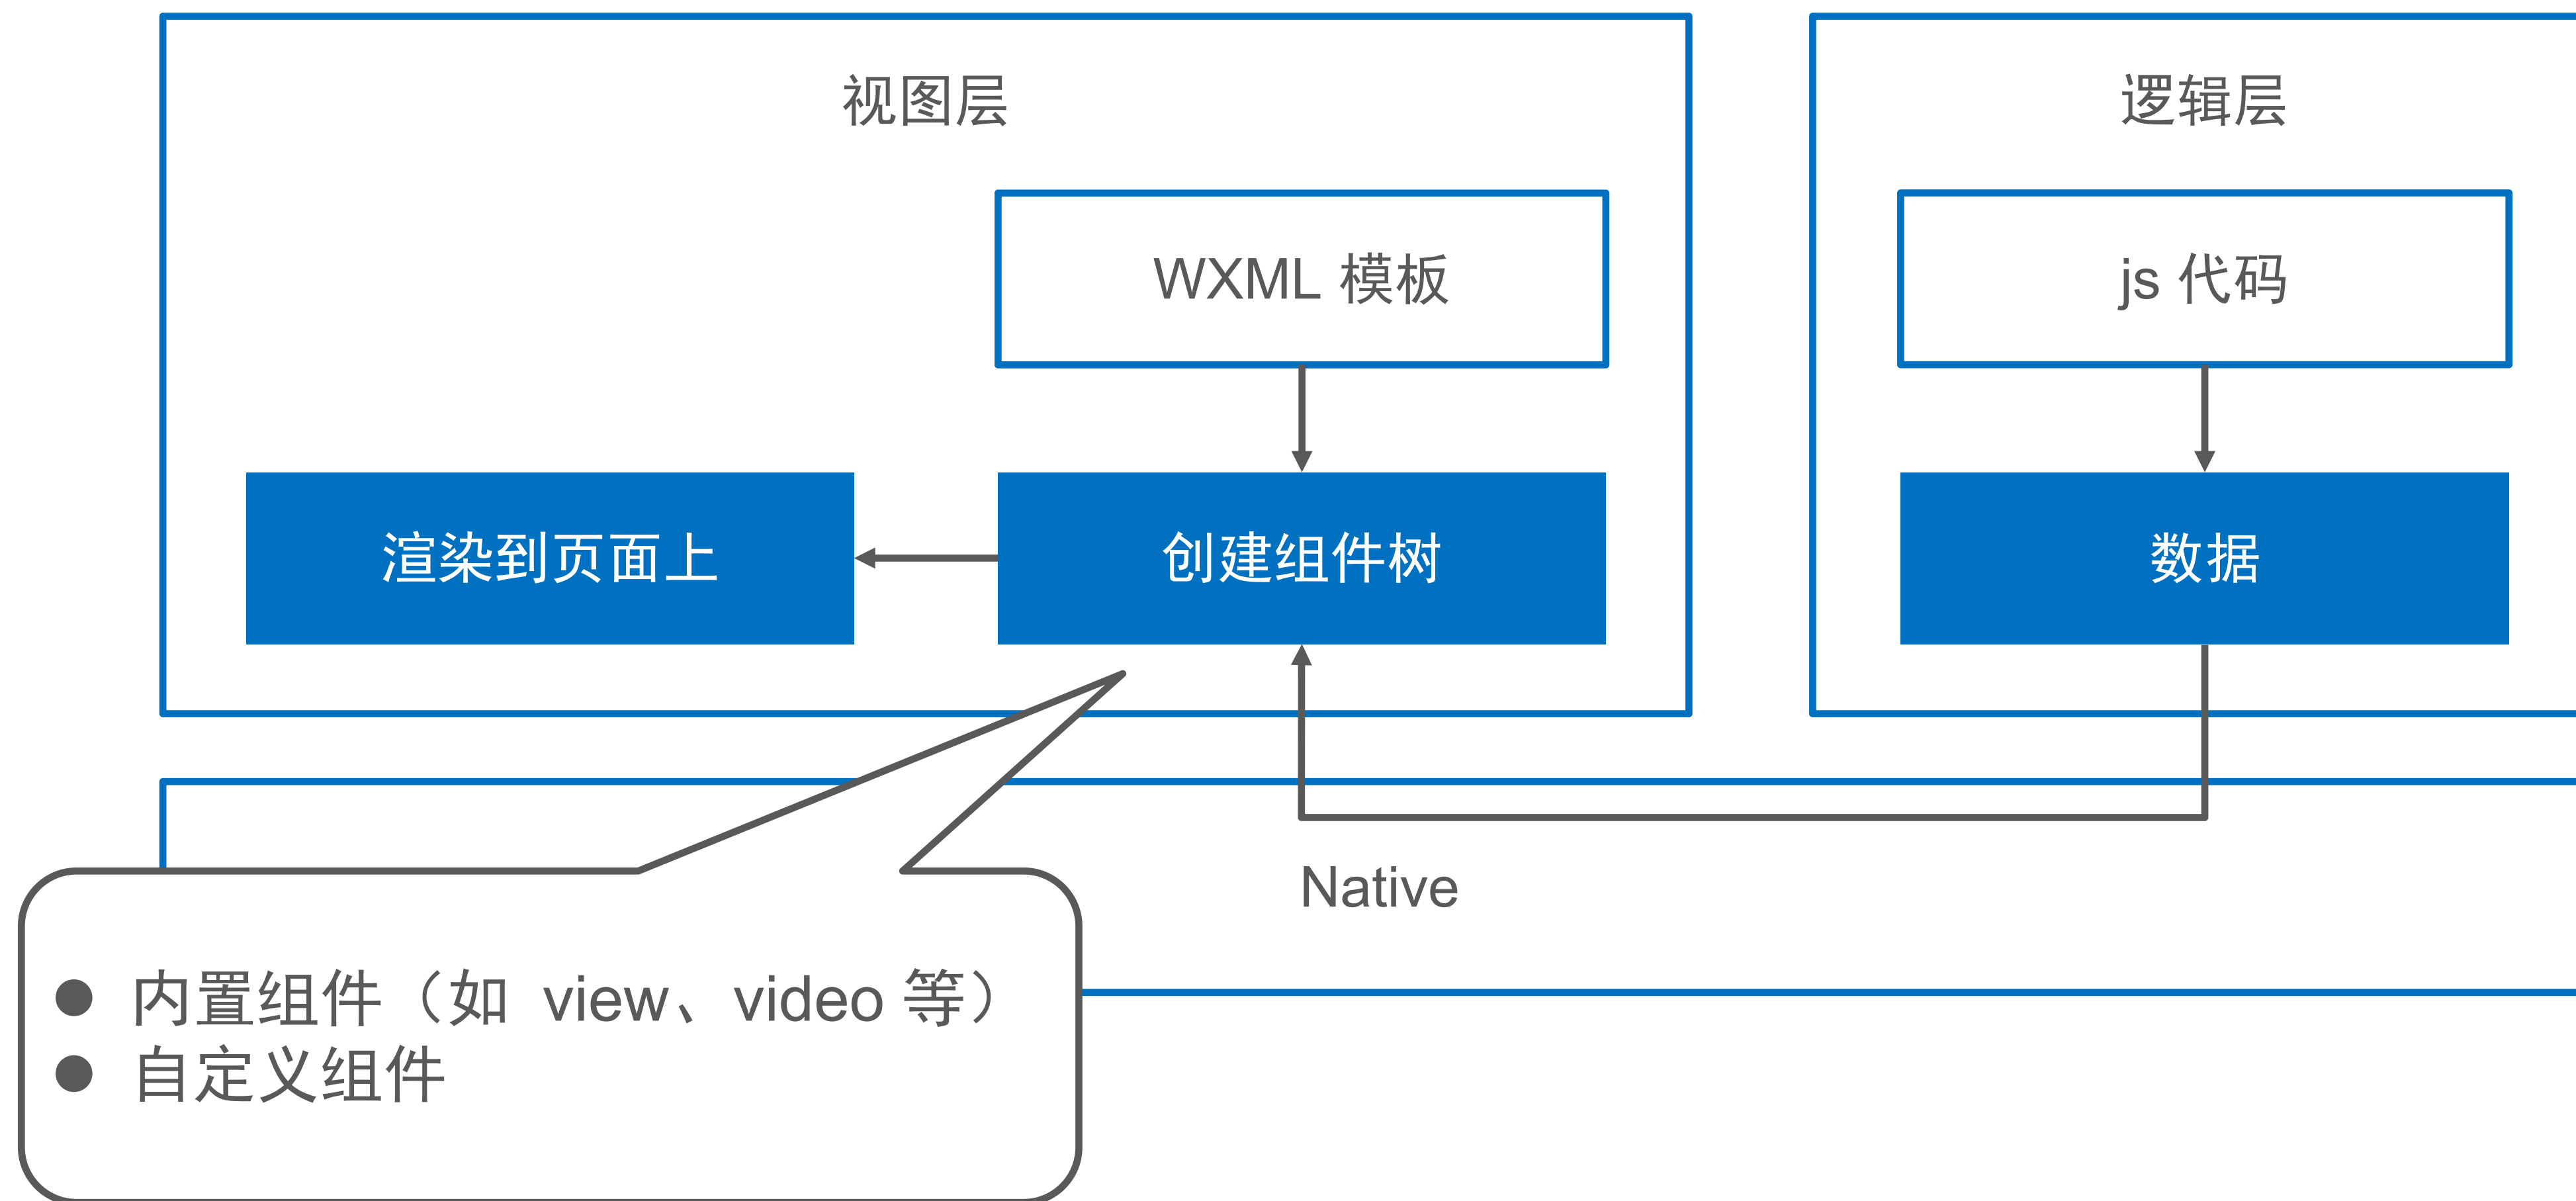 视图层
逻辑层
WXML 模板
js 代码
渲染到页面上
创建组件树
数据
Native
● 内置组件（如 view、video 等）
● 自定义组件